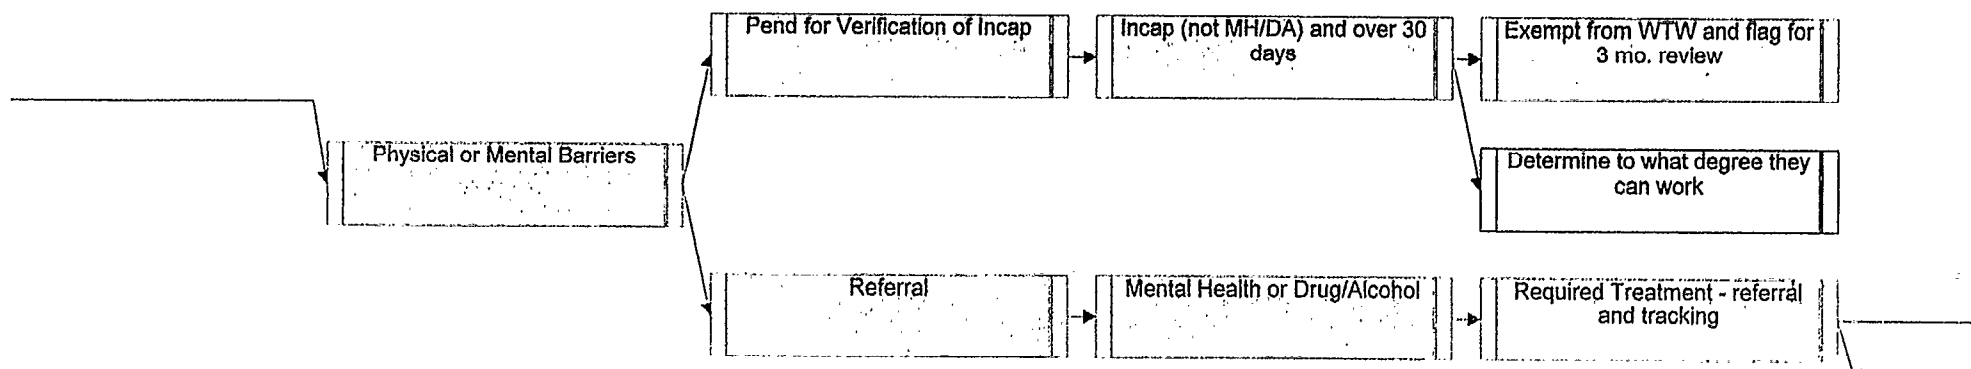 Pend for Verification of Incap
Incap (not MH/DA) and over 30
days
Exempt from WTW and flag for
3 mo. review
Physical or Mental Barriers
Determine to what degree they
can work
Referral
Mental Health or Drug/Alcohol
Required Treatment - referral
and tracking